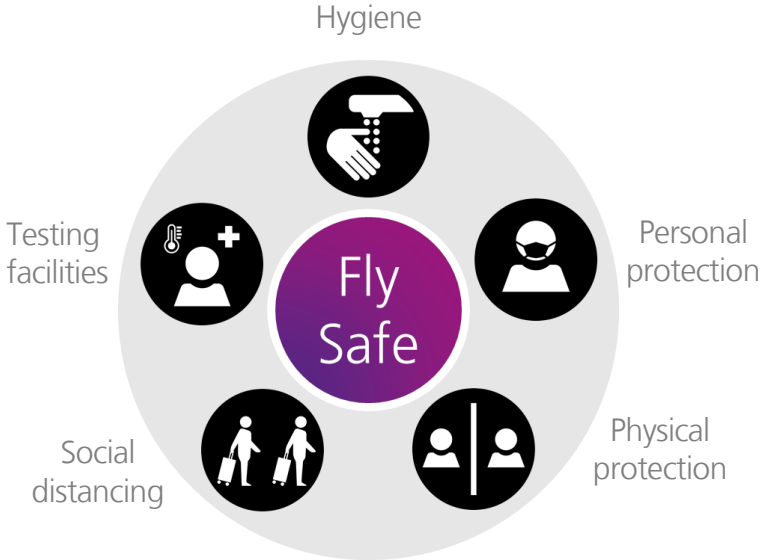 Hygiene
Testing
facilities
Personal
protection
Fly
Safe
Social
distancing
Physical
protection